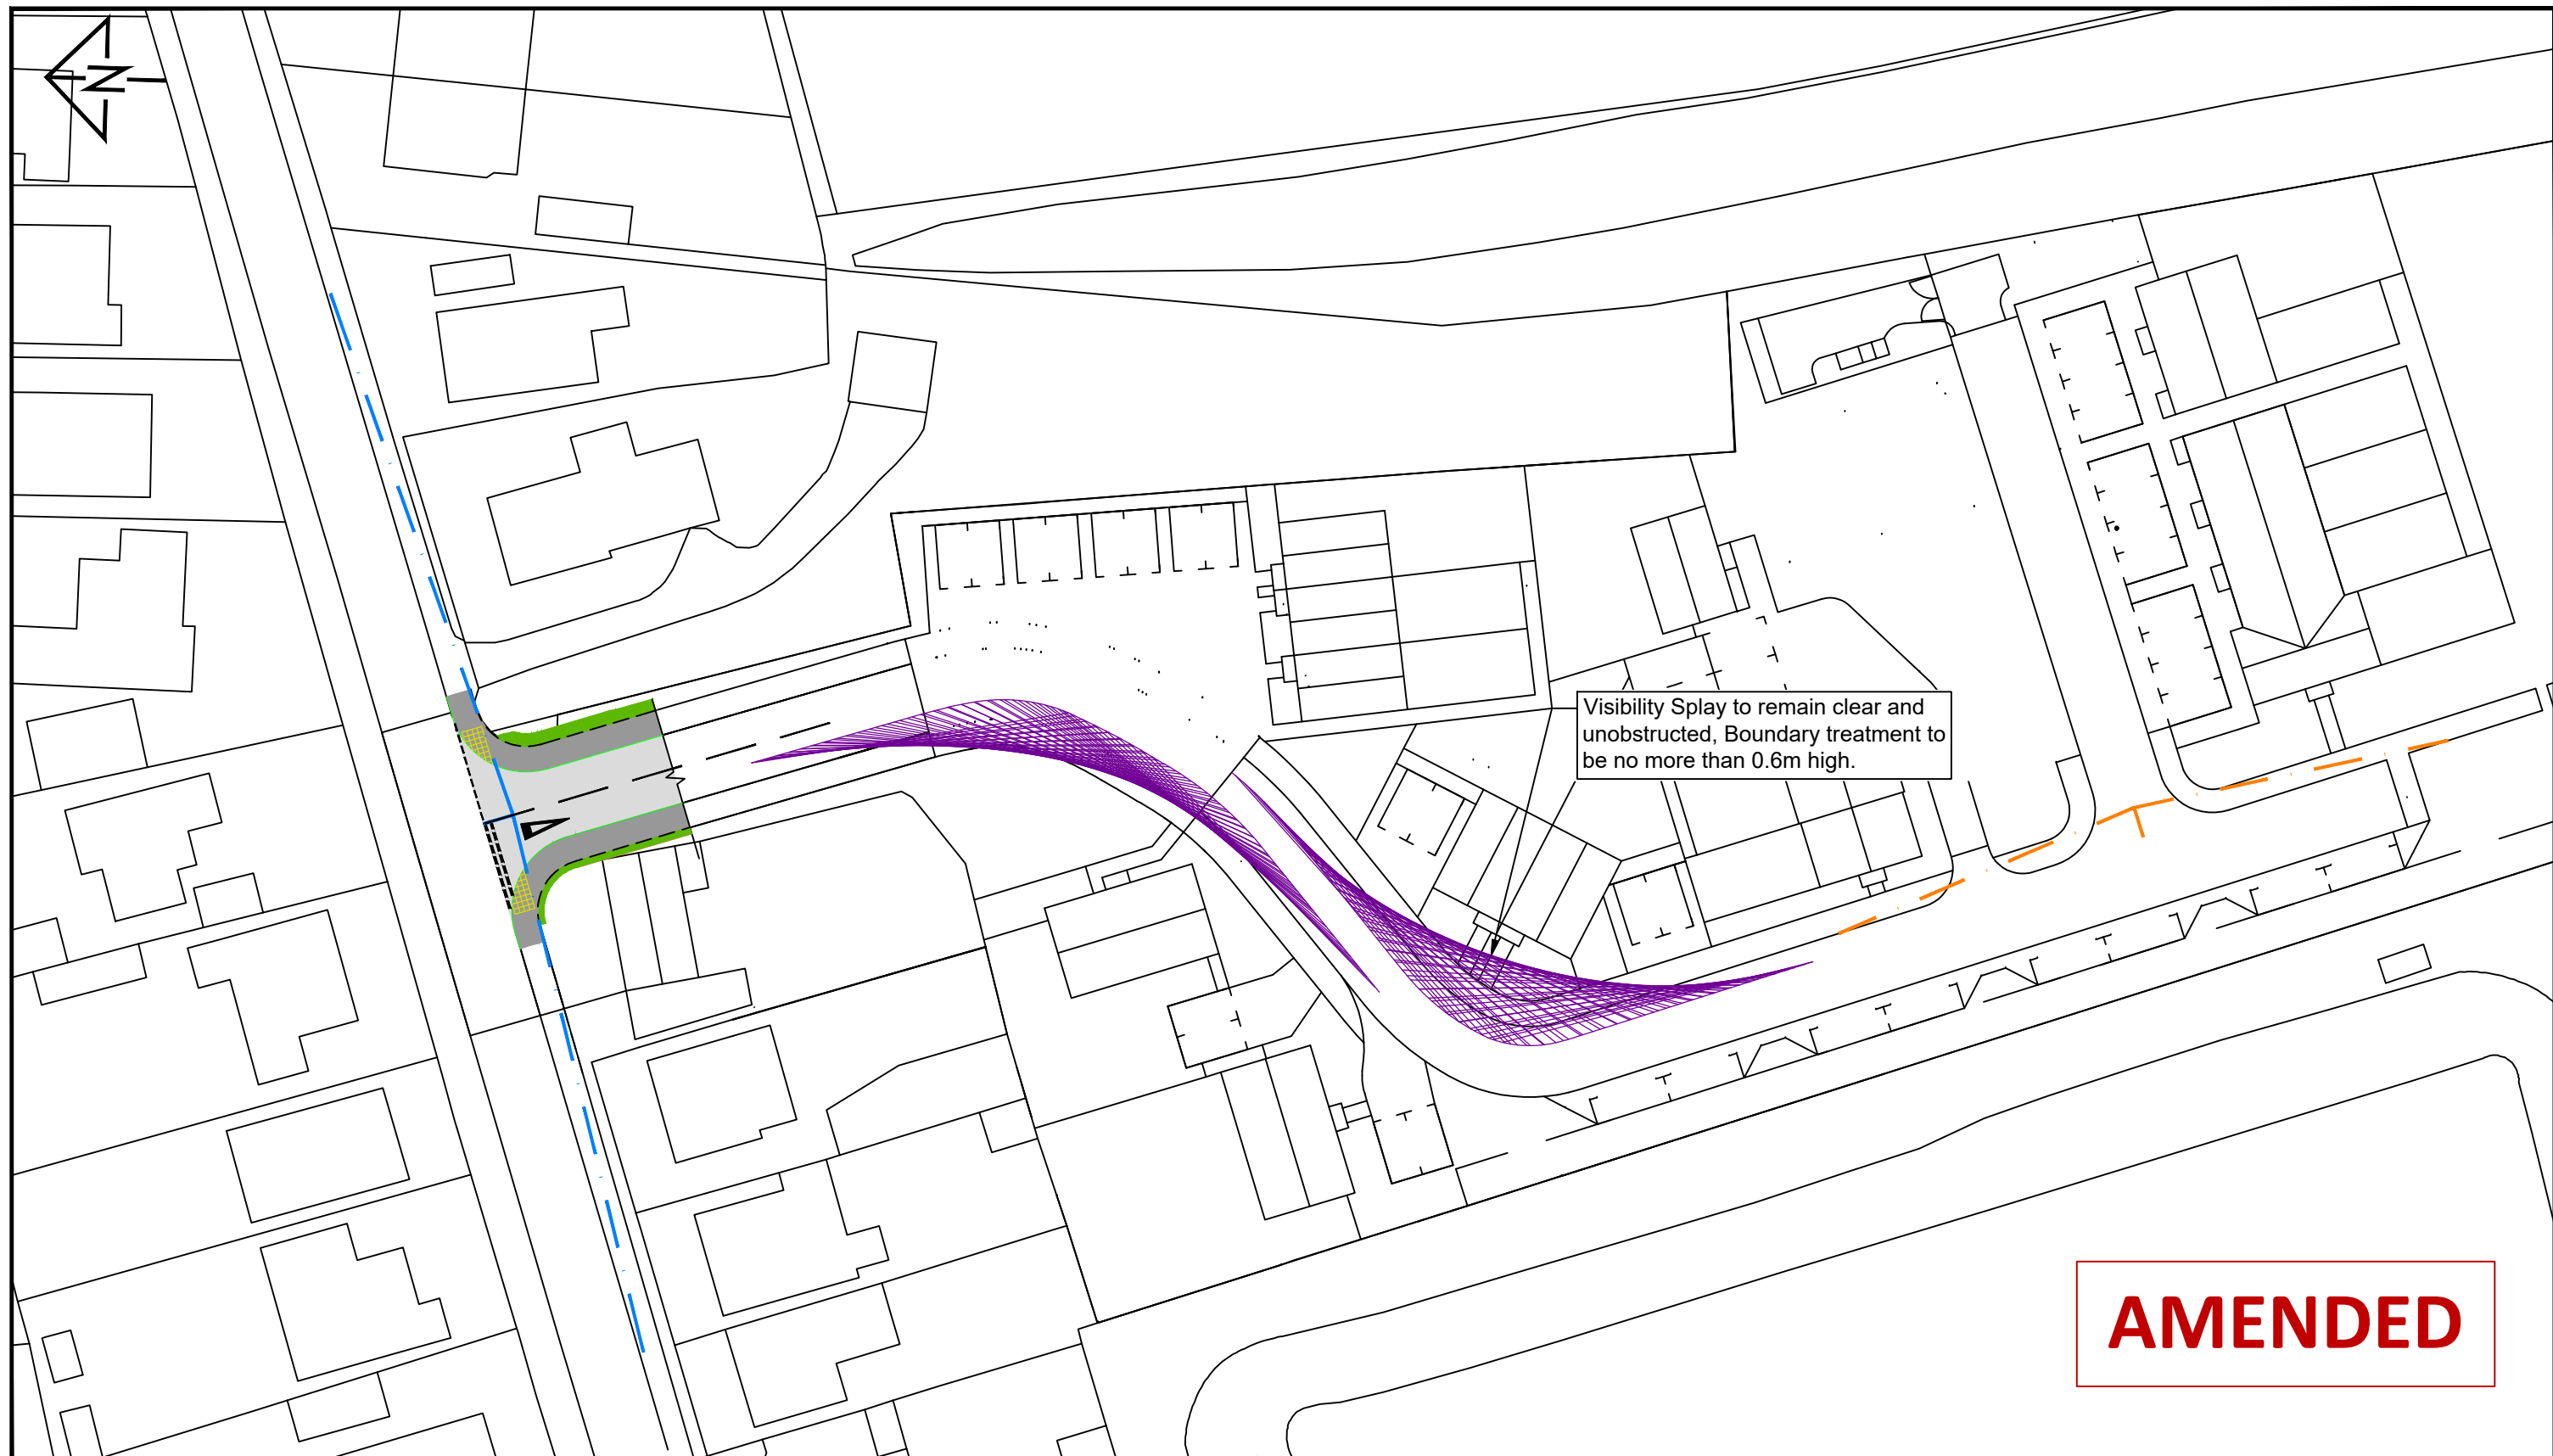 N
Visibility Splay to remain clear and
unobstructed, Boundary treatment to
be no more than 0.6m high.
AMENDED